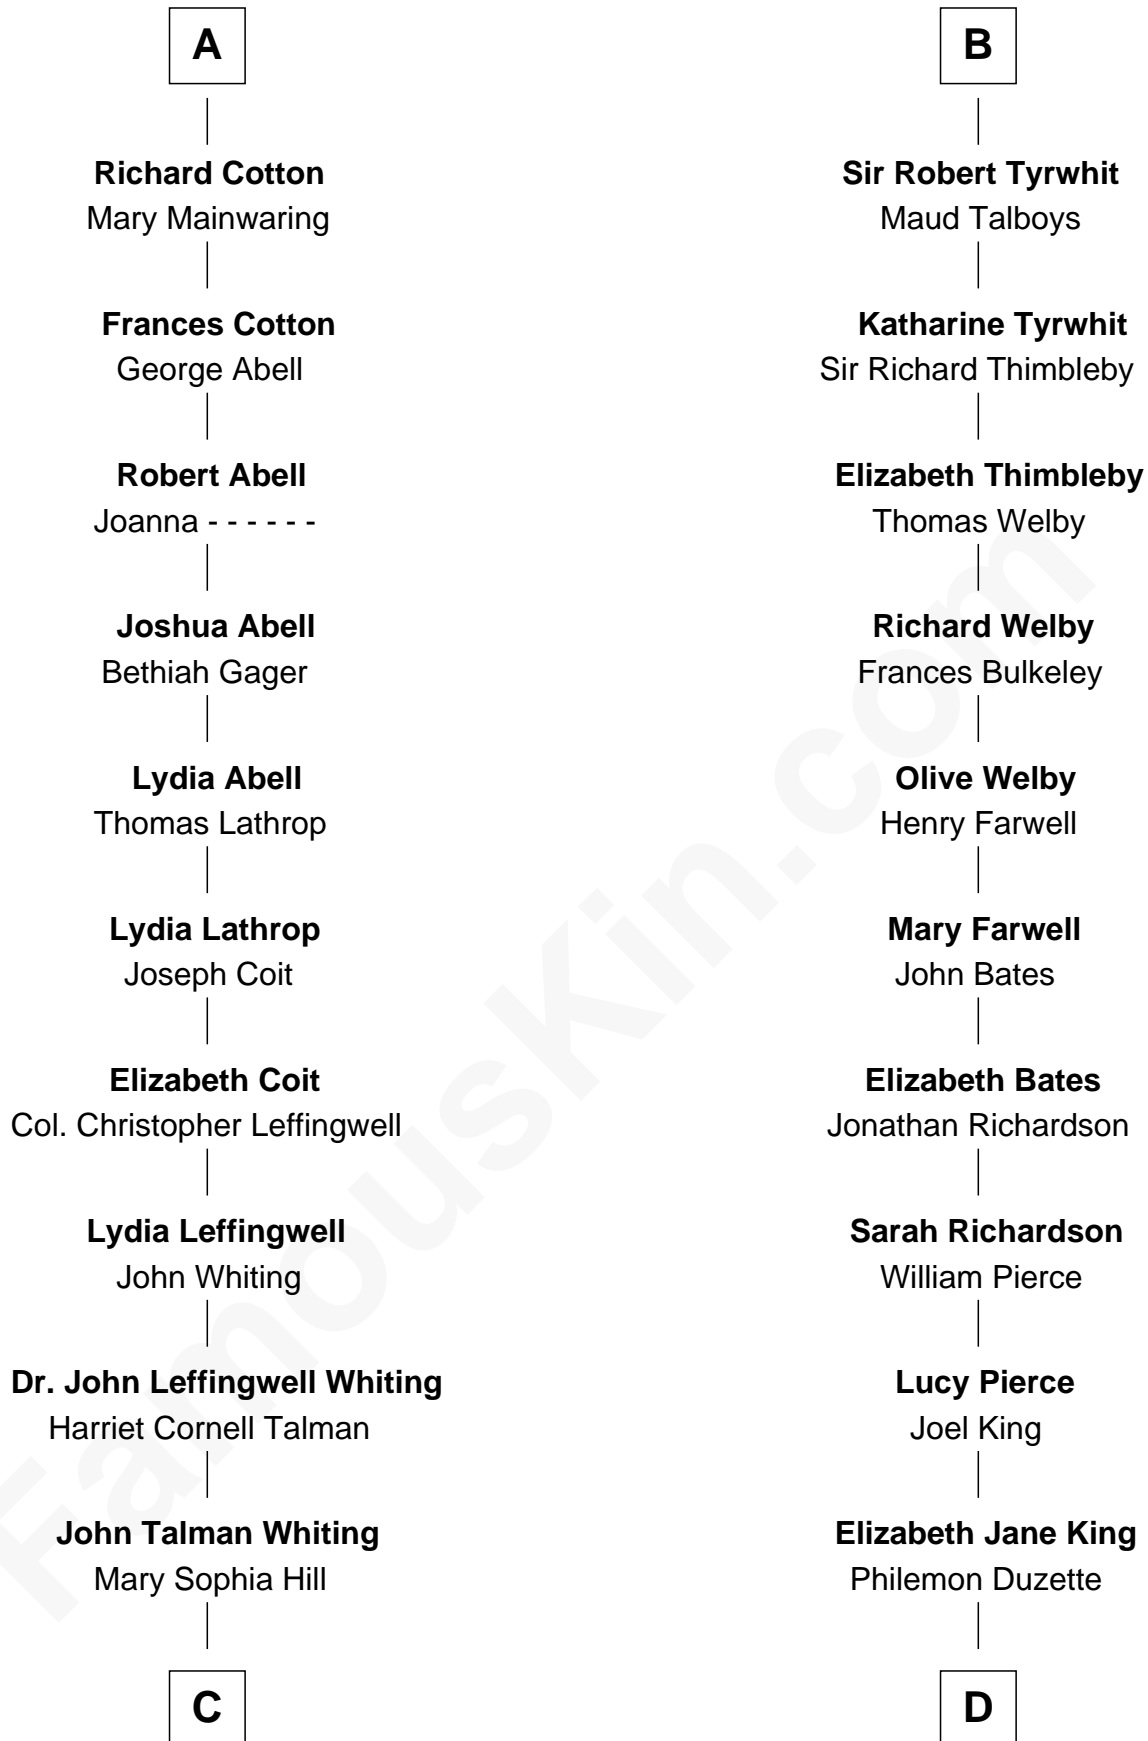 A
Richard Cotton
Mary Mainwaring
Frances Cotton
George Abell
Robert Abell
Joanna - - - - - -
Joshua Abell
Bethiah Gager
Lydia Abell
Thomas Lathrop
Lydia Lathrop
Joseph Coit
Elizabeth Coit
Col. Christopher Leffingwell
Lydia Leffingwell
John Whiting
Dr. John Leffingwell Whiting
Harriet Cornell Talman
John Talman Whiting
Mary Sophia Hill
C
B
Sir Robert Tyrwhit
Maud Talboys
Katharine Tyrwhit
Sir Richard Thimbleby
Elizabeth Thimbleby
Thomas Welby
Richard Welby
Frances Bulkeley
Olive Welby
Henry Farwell
Mary Farwell
John Bates
Elizabeth Bates
Jonathan Richardson
Sarah Richardson
William Pierce
Lucy Pierce
Joel King
Elizabeth Jane King
Philemon Duzette
D
FamousKin.com